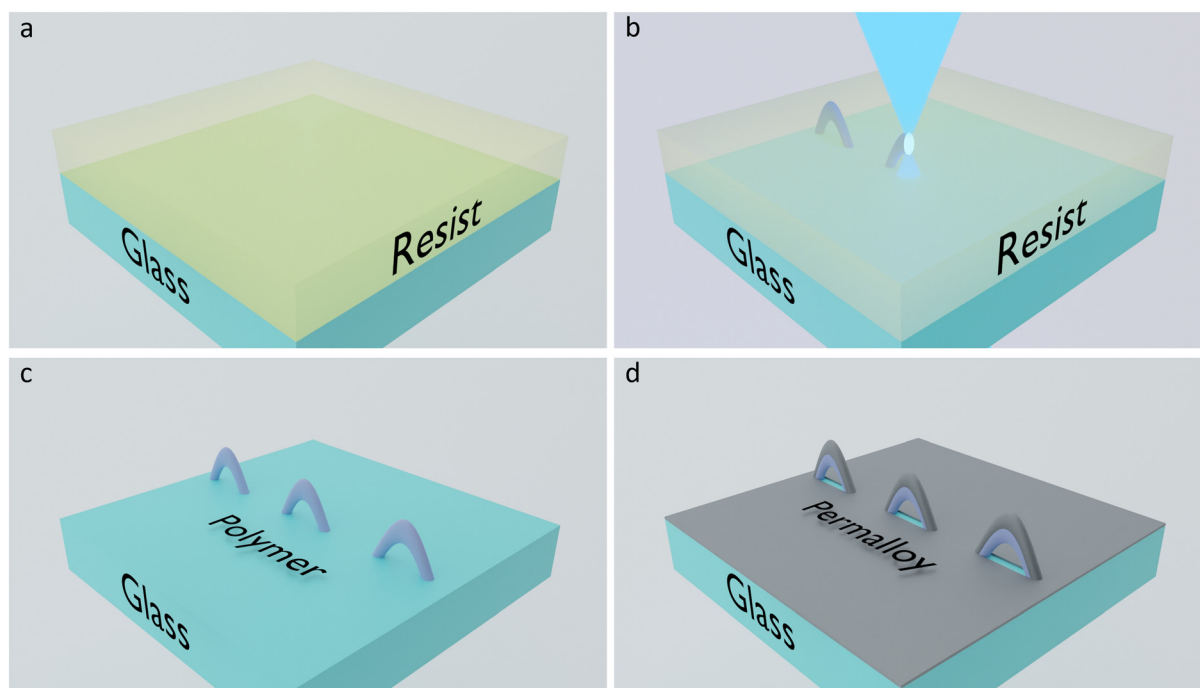 a
Glass
Resist
b
Glass
Resist
c
Polymer
Glass
d
Permalloy
Glass